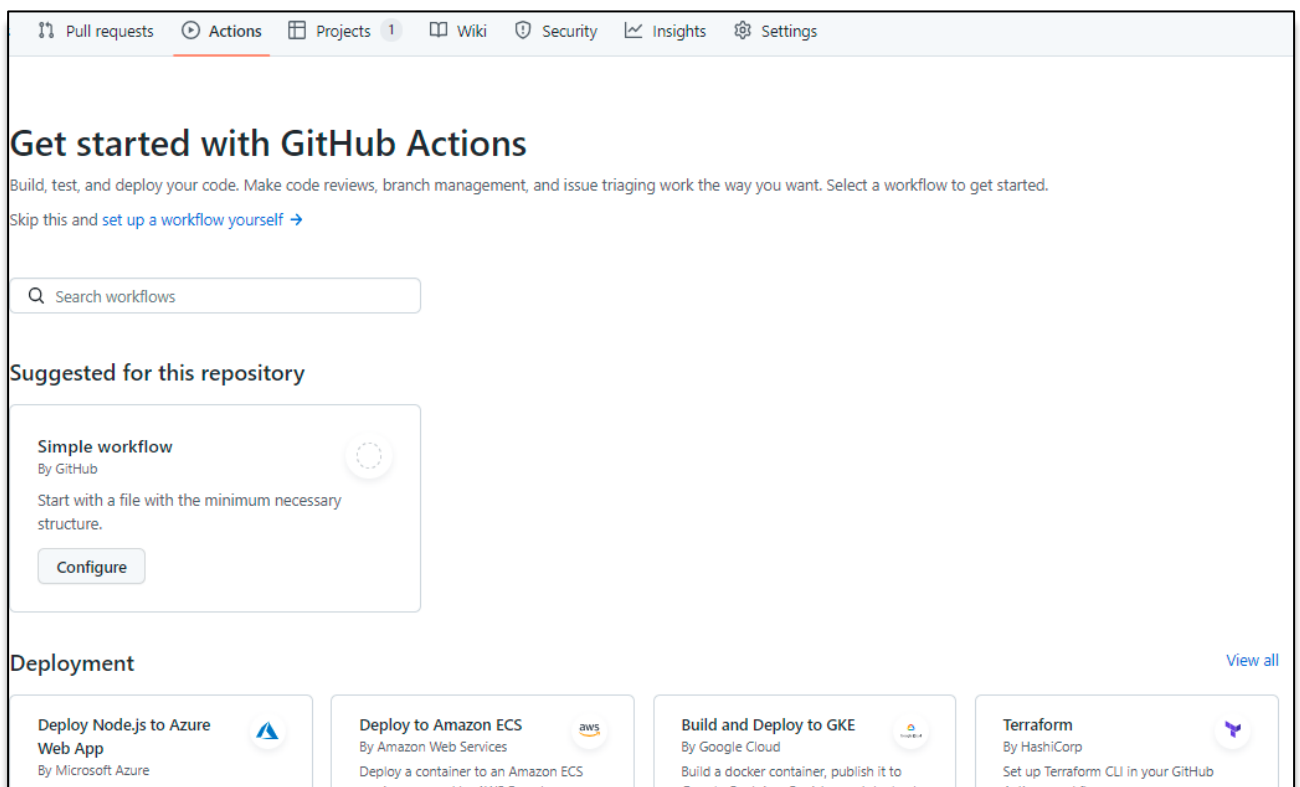 Pull requests Actions Projects 1 Wiki Security Insights Settings
Get started with GitHub Actions
Build, test, and deploy your code. Make code reviews, branch management, and issue triaging work the way you want. Select a workflow to get started.
Skip this and set up a workflow yourself →
Search workflows
Suggested for this repository
Simple workflow
By GitHub
Start with a file with the minimum necessary
structure.
Configure
Deployment View all
Deploy Node.js to Azure
Web App
By Microsoft Azure
Deploy to Amazon ECS
aws
By Amazon Web Services
Deploy a container to an Amazon ECS
Build and Deploy to GKE
By Google Cloud
Build a docker container, publish it to
Terraform
By HashiCorp
Set up Terraform CLI in your GitHub